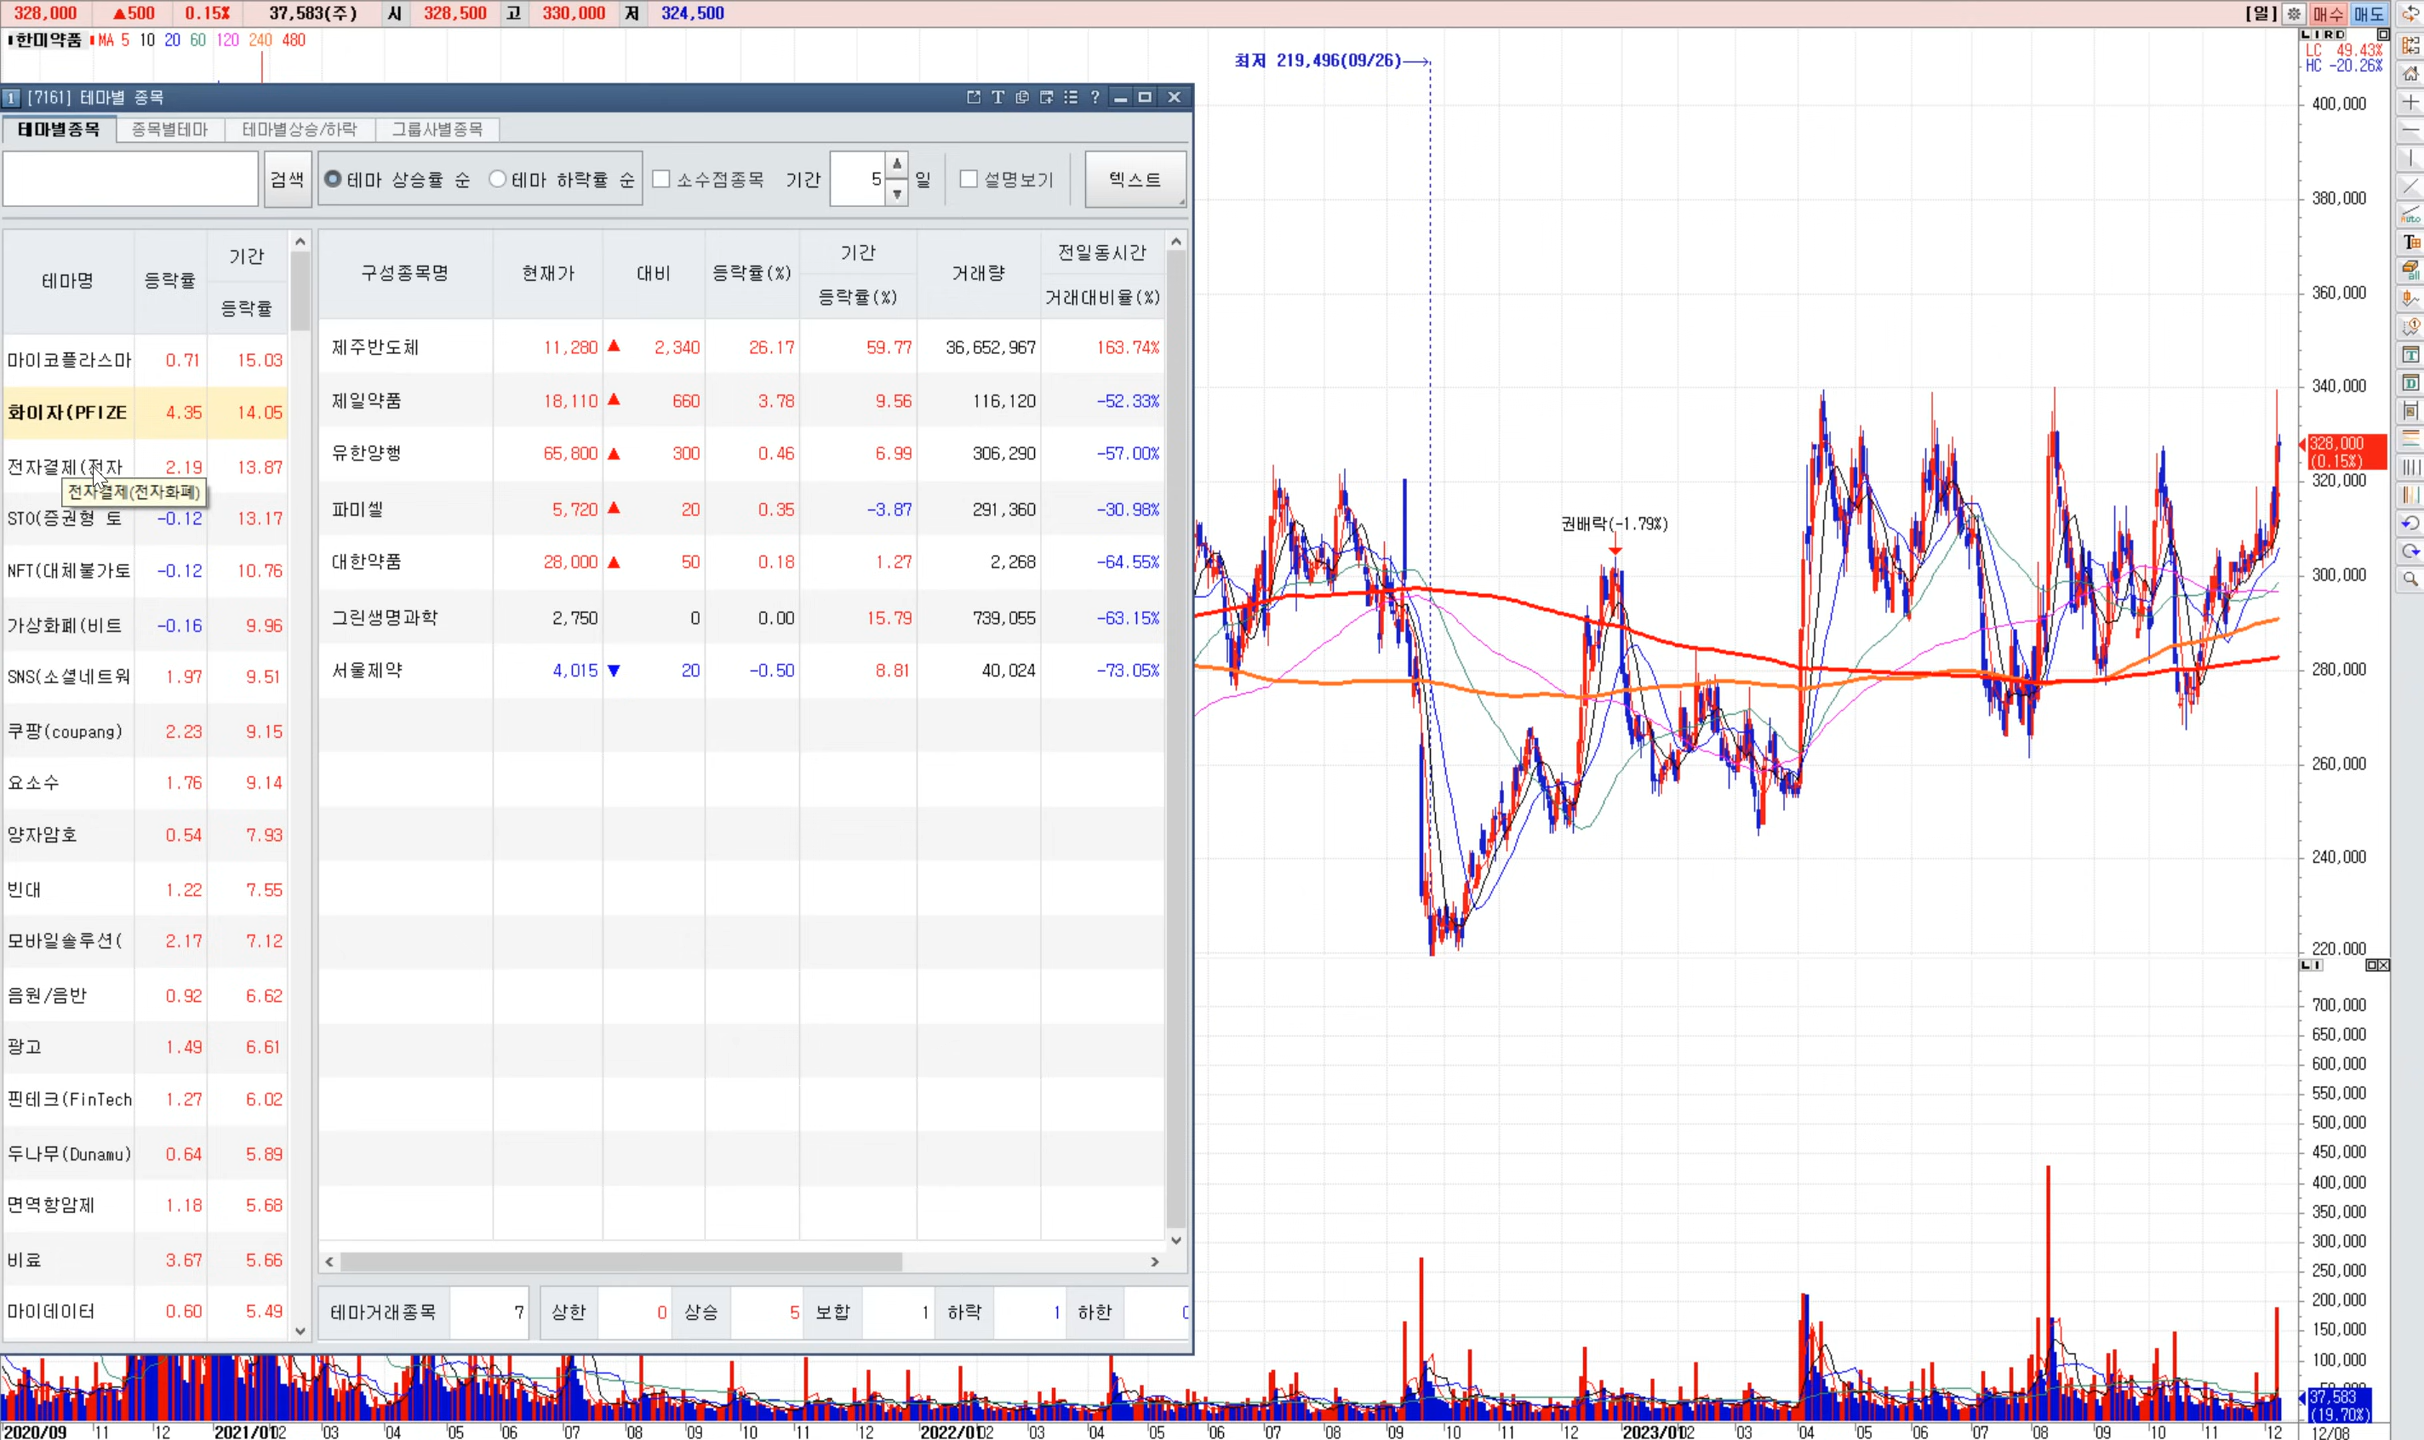 328,000 ▲500 0.15% 37,583(주) 시 328,500 고 330,000 저 324,500 [일] 매수 매도
한미약품 MA 5 10 20 60 120 240 480
LC 49.43%
HC -20.26%
최저 219,496(09/26)
1 [7161] 테마별 종목
테마별종목 종목별테마 테마별상승/하락 그룹사별종목
검색 테마 상승률 순 테마 하락률 순 소수점종목 기간 5 일 설명보기 텍스트
테마명 등락률 기간 등락률
마이코플라스마 0.71 15.03
화이자(PFIZE 4.35 14.05
전자결제(전자 2.19 13.87
전자결제(전자화폐)
STO(증권형 토 -0.12 13.17
NFT(대체불가토 -0.12 10.76
가상화폐(비트 -0.16 9.96
SNS(소셜네트워 1.97 9.51
쿠팡(coupang) 2.23 9.15
요소수 1.76 9.14
양자암호 0.54 7.93
빈대 1.22 7.55
모바일솔루션( 2.17 7.12
음원/음반 0.92 6.62
광고 1.49 6.61
핀테크(FinTech 1.27 6.02
두나무(Dunamu) 0.64 5.89
면역항암제 1.18 5.68
비료 3.67 5.66
마이데이터 0.60 5.49
구성종목명 현재가 대비 등락률(%) 기간 등락률(%) 거래량 전일동시간 거래대비율(%)
제주반도체 11,280 ▲ 2,340 26.17 59.77 36,652,967 163.74%
제일약품 18,110 ▲ 660 3.78 9.56 116,120 -52.33%
유한양행 65,800 ▲ 300 0.46 6.99 306,290 -57.00%
파미셀 5,720 ▲ 20 0.35 -3.87 291,360 -30.98%
대한약품 28,000 ▲ 50 0.18 1.27 2,268 -64.55%
그린생명과학 2,750 0 0.00 15.79 739,055 -63.15%
서울제약 4,015 ▼ 20 -0.50 8.81 40,024 -73.05%
테마거래종목 7 상한 0 상승 5 보합 1 하락 1 하한
권배락(-1.79%)
400,000
380,000
360,000
340,000
328,000
(0.15%)
320,000
300,000
280,000
260,000
240,000
220,000
700,000
650,000
600,000
550,000
500,000
450,000
400,000
350,000
300,000
250,000
200,000
150,000
100,000
37,583
(19.70%)
2020/09 11 12 2021/01 02 03 04 05 06 07 08 09 10 11 2022/01 02 03 04 05 06 07 08 09 10 11 12 2023/01 02 03 04 05 06 07 08 09 10 11 12 12/08